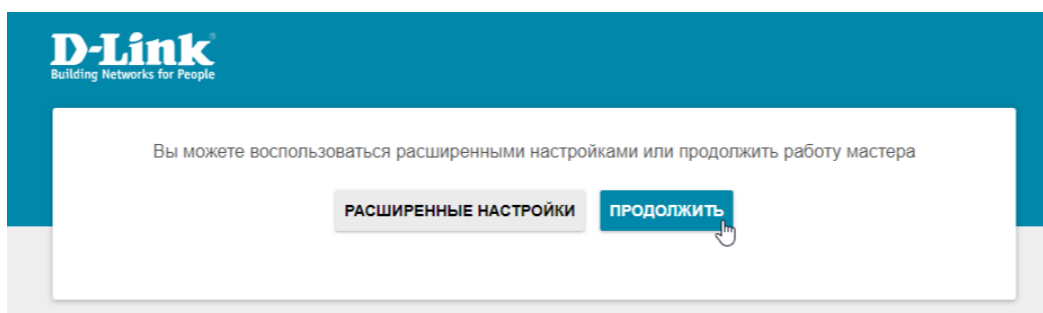 D-Link®
Building Networks for People
Вы можете воспользоваться расширенными настройками или продолжить работу мастера
РАСШИРЕННЫЕ НАСТРОЙКИ ПРОДОЛЖИТЬ